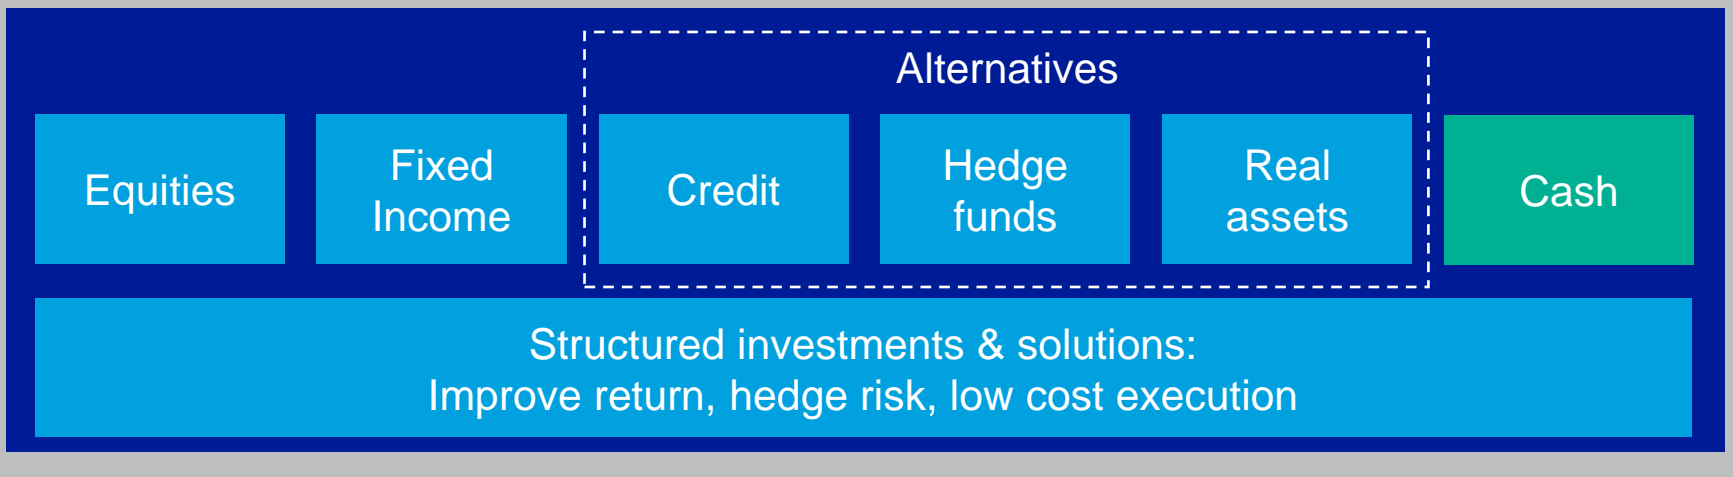 Alternatives
Equities
Fixed
Income
Credit
Hedge
funds
Real
assets
Cash
Structured investments & solutions:
Improve return, hedge risk, low cost execution